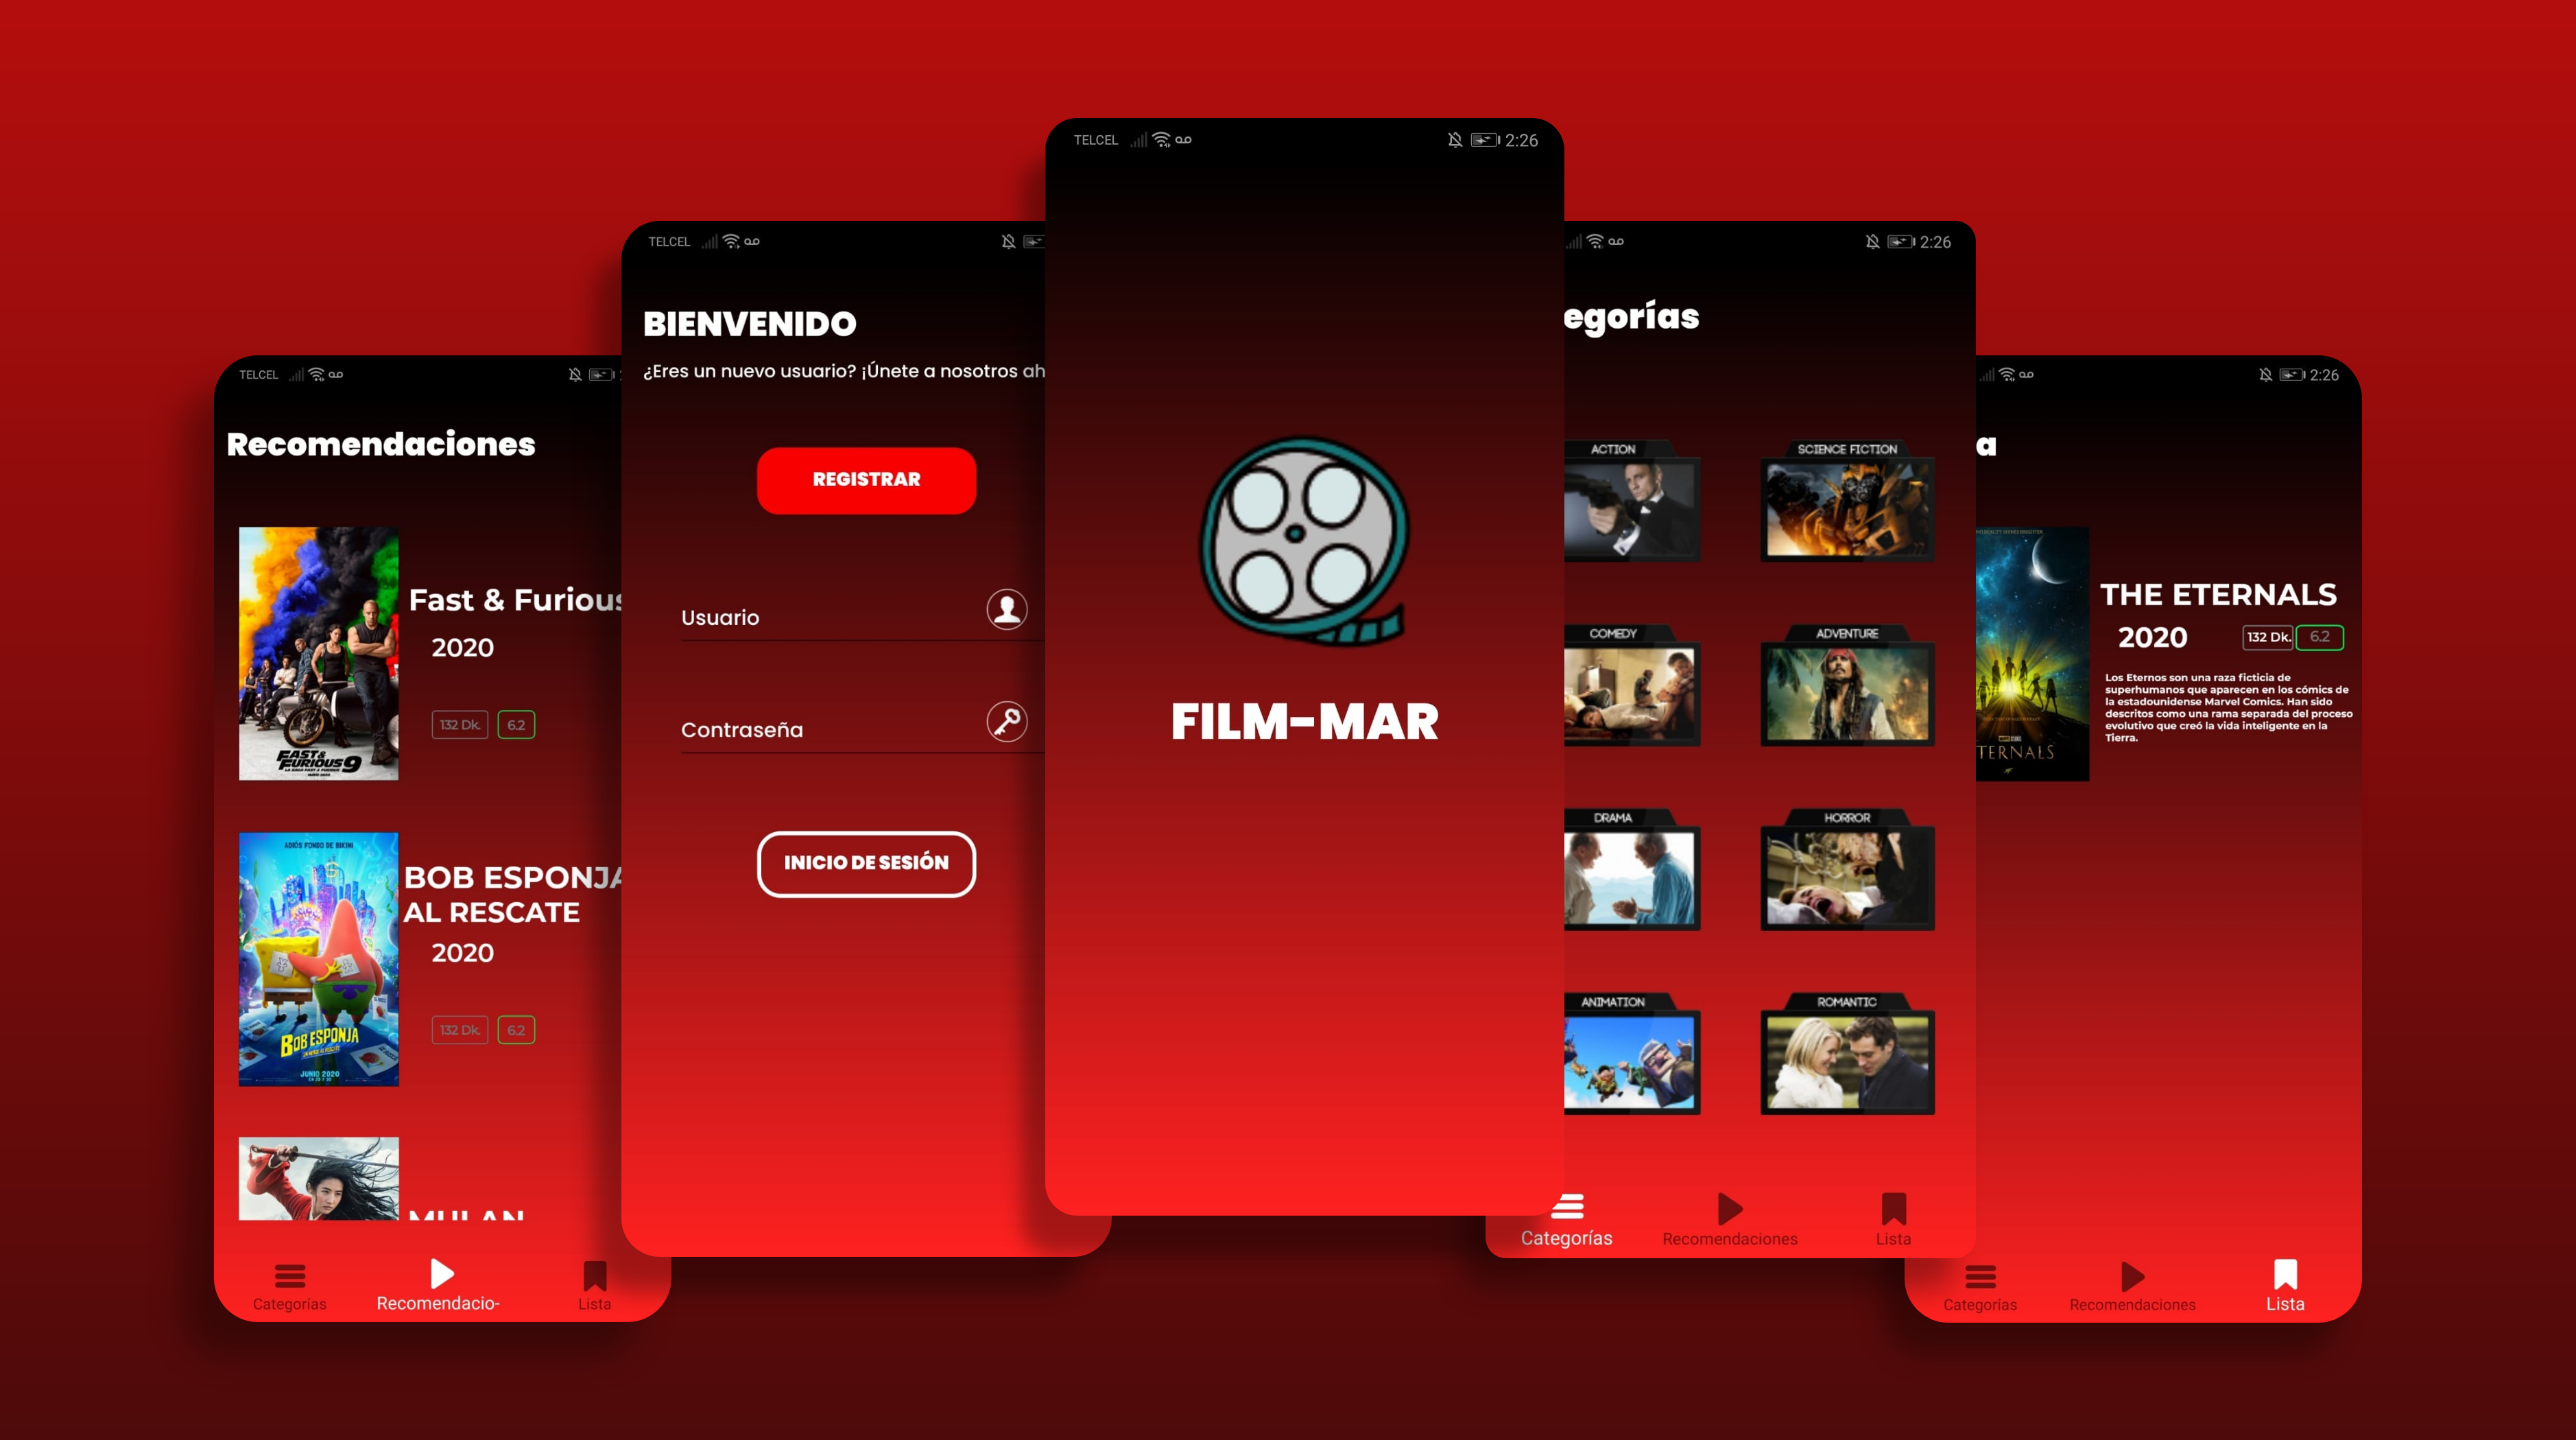 TELCEL
Recomendaciones
Fast & Furious
2020
132 Dk.
6.2
FAST &
FURIOUS 9
ADIÓS FONDO DE BIKINI
BOB ESPONJA
AL RESCATE
2020
132 Dk.
6.2
BOB ESPONJA
JUNIO 2020
MULAN
Categorías
Recomendacio-
Lista
TELCEL
BIENVENIDO
¿Eres un nuevo usuario? ¡Únete a nosotros ah
REGISTRAR
Usuario
Contraseña
INICIO DE SESIÓN
TELCEL
2:26
FILM-MAR
2:26
egorías
ACTION
SCIENCE FICTION
COMEDY
ADVENTURE
DRAMA
HORROR
ANIMATION
ROMANTIC
Categorías
Recomendaciones
Lista
2:26
a
THE ETERNALS
2020
132 Dk.
6.2
Los Eternos son una raza ficticia de
superhumanos que aparecen en los cómics de
la estadounidense Marvel Comics. Han sido
descritos como una rama separada del proceso
evolutivo que creó la vida inteligente en la
Tierra.
TERNALS
Categorías
Recomendaciones
Lista